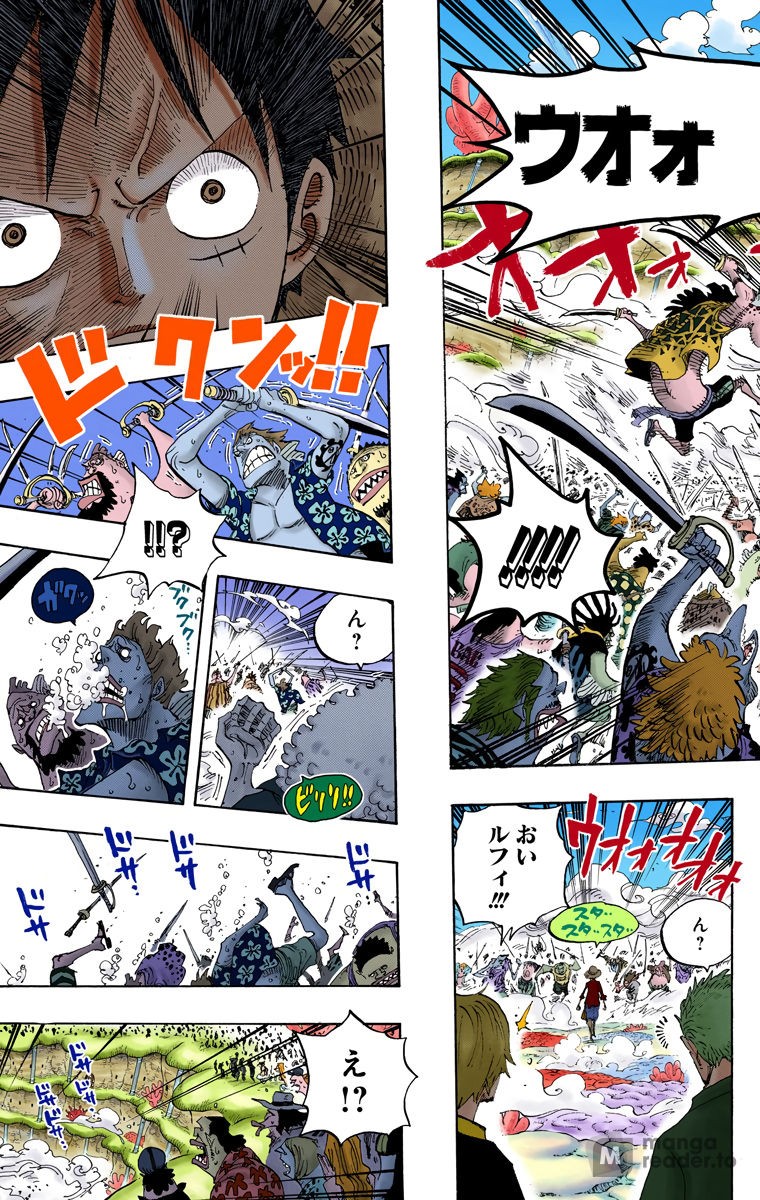 ウオォ
オオォ
!!!!!
ウオオオオオ
ん?
おい
ルフィ!!!
スタ
スタ スタ
ドクンッ!!
!!?
ん?
ビリリ!!
ブク
ブク
ガクッ
ドサ
ドサ
ドサ
ドサ
え!?
ドサ
ドサ
ドサ
ドサ
M manga
reader.to